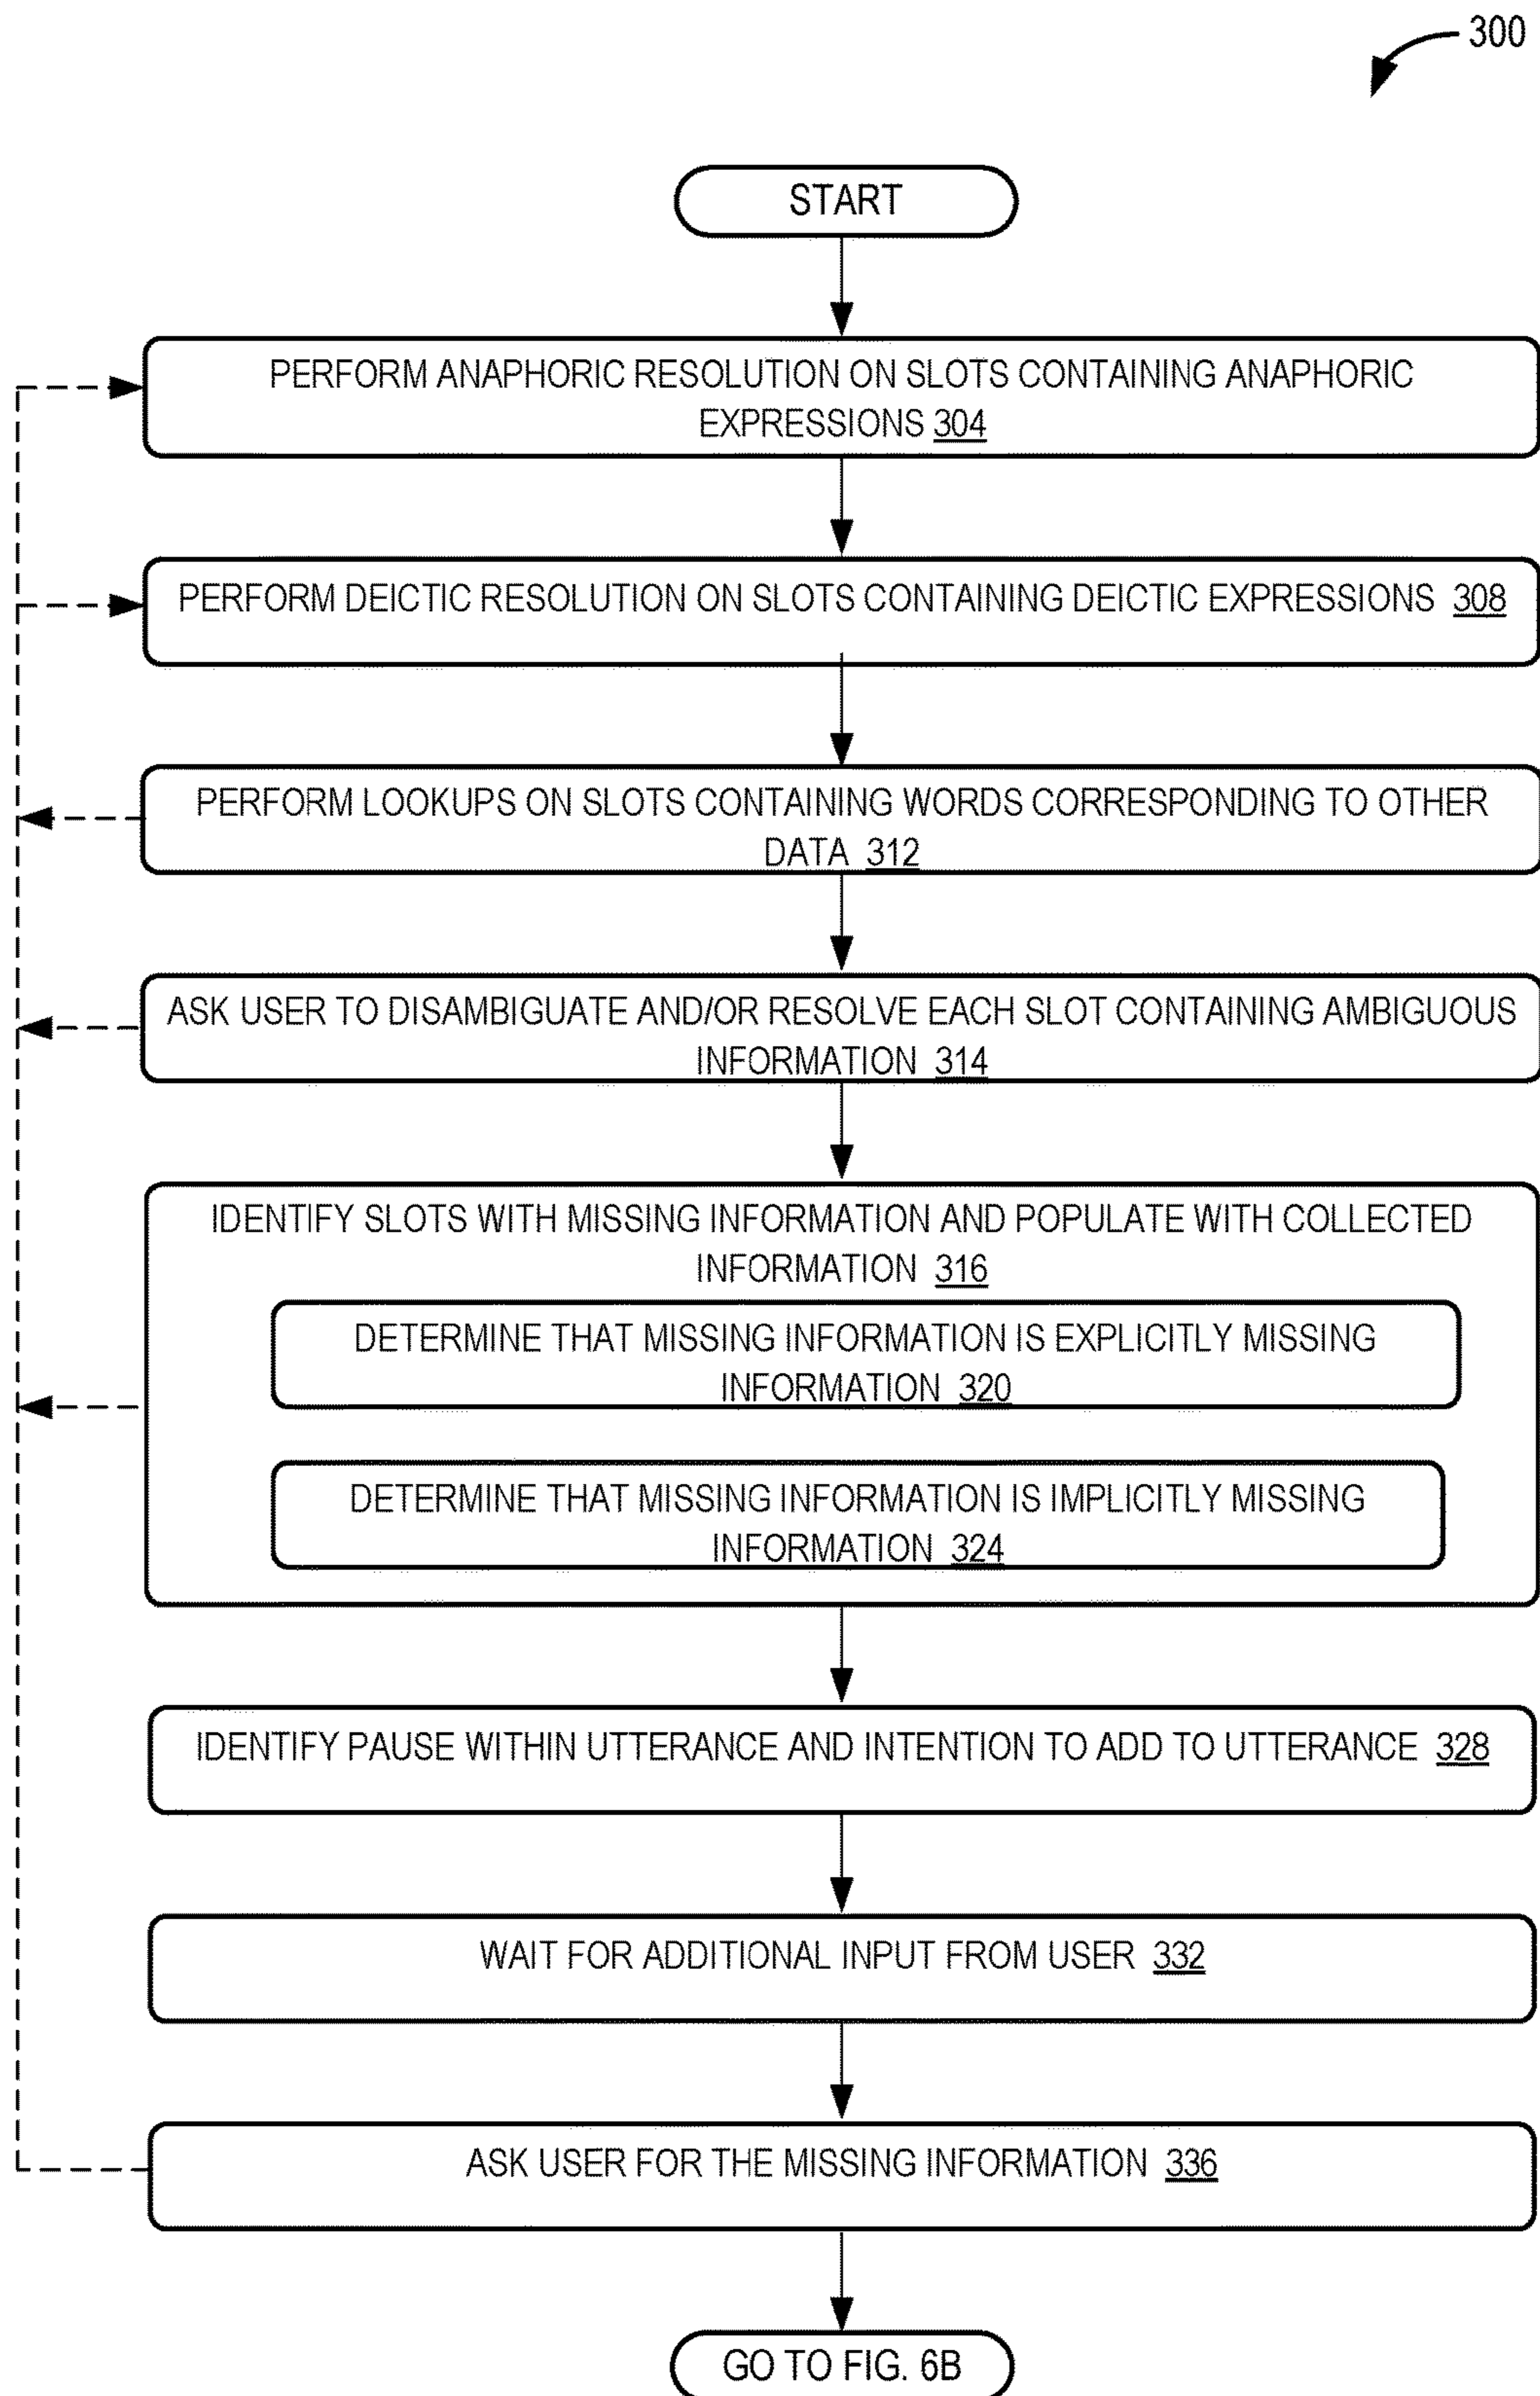 300
START
PERFORM ANAPHORIC RESOLUTION ON SLOTS CONTAINING ANAPHORIC
EXPRESSIONS 304
PERFORM DEICTIC RESOLUTION ON SLOTS CONTAINING DEICTIC EXPRESSIONS 308
PERFORM LOOKUPS ON SLOTS CONTAINING WORDS CORRESPONDING TO OTHER
DATA 312
ASK USER TO DISAMBIGUATE AND/OR RESOLVE EACH SLOT CONTAINING AMBIGUOUS
INFORMATION 314
IDENTIFY SLOTS WITH MISSING INFORMATION AND POPULATE WITH COLLECTED
INFORMATION 316
DETERMINE THAT MISSING INFORMATION IS EXPLICITLY MISSING
INFORMATION 320
DETERMINE THAT MISSING INFORMATION IS IMPLICITLY MISSING
INFORMATION 324
IDENTIFY PAUSE WITHIN UTTERANCE AND INTENTION TO ADD TO UTTERANCE 328
WAIT FOR ADDITIONAL INPUT FROM USER 332
ASK USER FOR THE MISSING INFORMATION 336
GO TO FIG. 6B